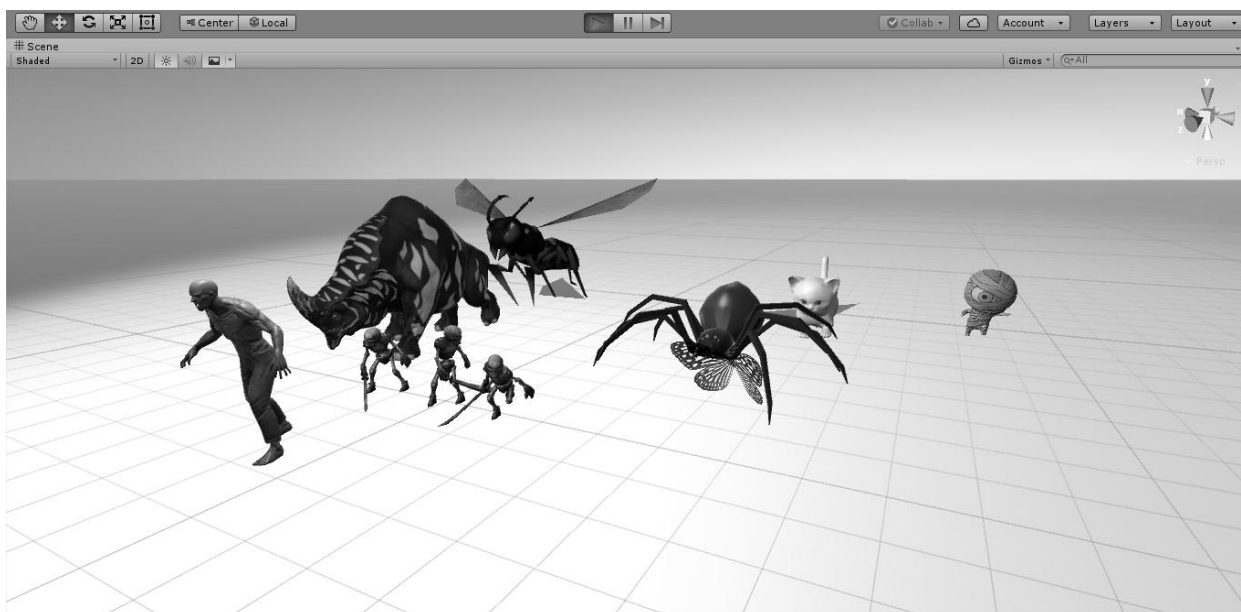 Center Local Collab Account Layers Layout
# Scene
Shaded 2D Gizmos All
y
x
z
Persp